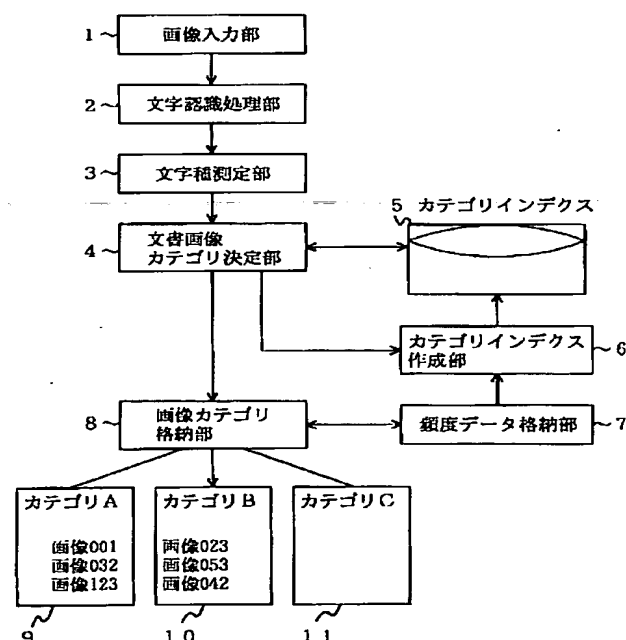 1 画像入力部
2 文字認識処理部
3 文字種測定部
5 カテゴリインデクス
4 文書画像
カテゴリ決定部
カテゴリインデクス
作成部 6
8 画像カテゴリ
格納部
頻度データ格納部 7
カテゴリA
画像001
画像032
画像123
カテゴリB
画像023
画像053
画像042
カテゴリC
9
10
11